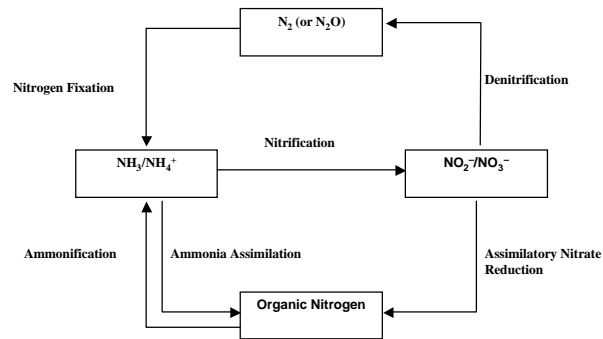 N₂ (or N₂O)
Nitrogen Fixation
Denitrification
Nitrification
NH₃/NH₄⁺
NO₂⁻/NO₃⁻
Ammonification
Ammonia Assimilation
Assimilatory Nitrate
Reduction
Organic Nitrogen